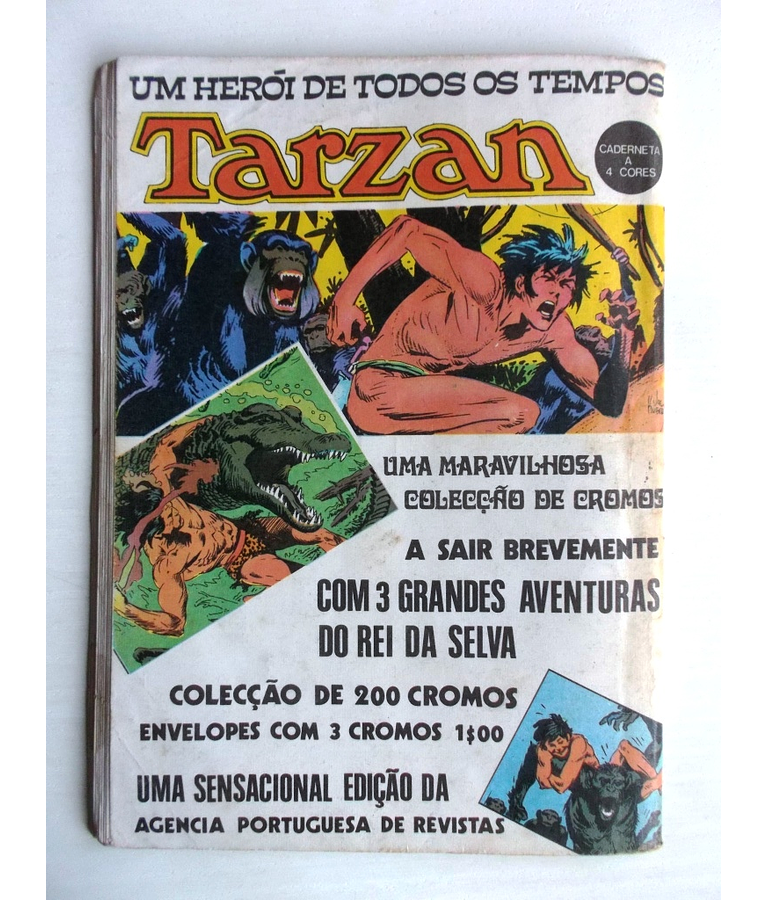 UM HERÓI DE TODOS OS TEMPOS
Tarzan
CADERNETA
A
4 CORES
UMA MARAVILHOSA
COLECÇÃO DE CROMOS
A SAIR BREVEMENTE
COM 3 GRANDES AVENTURAS
DO REI DA SELVA
COLECÇÃO DE 200 CROMOS
ENVELOPES COM 3 CROMOS 1$00
UMA SENSACIONAL EDIÇÃO DA
AGENCIA PORTUGUESA DE REVISTAS